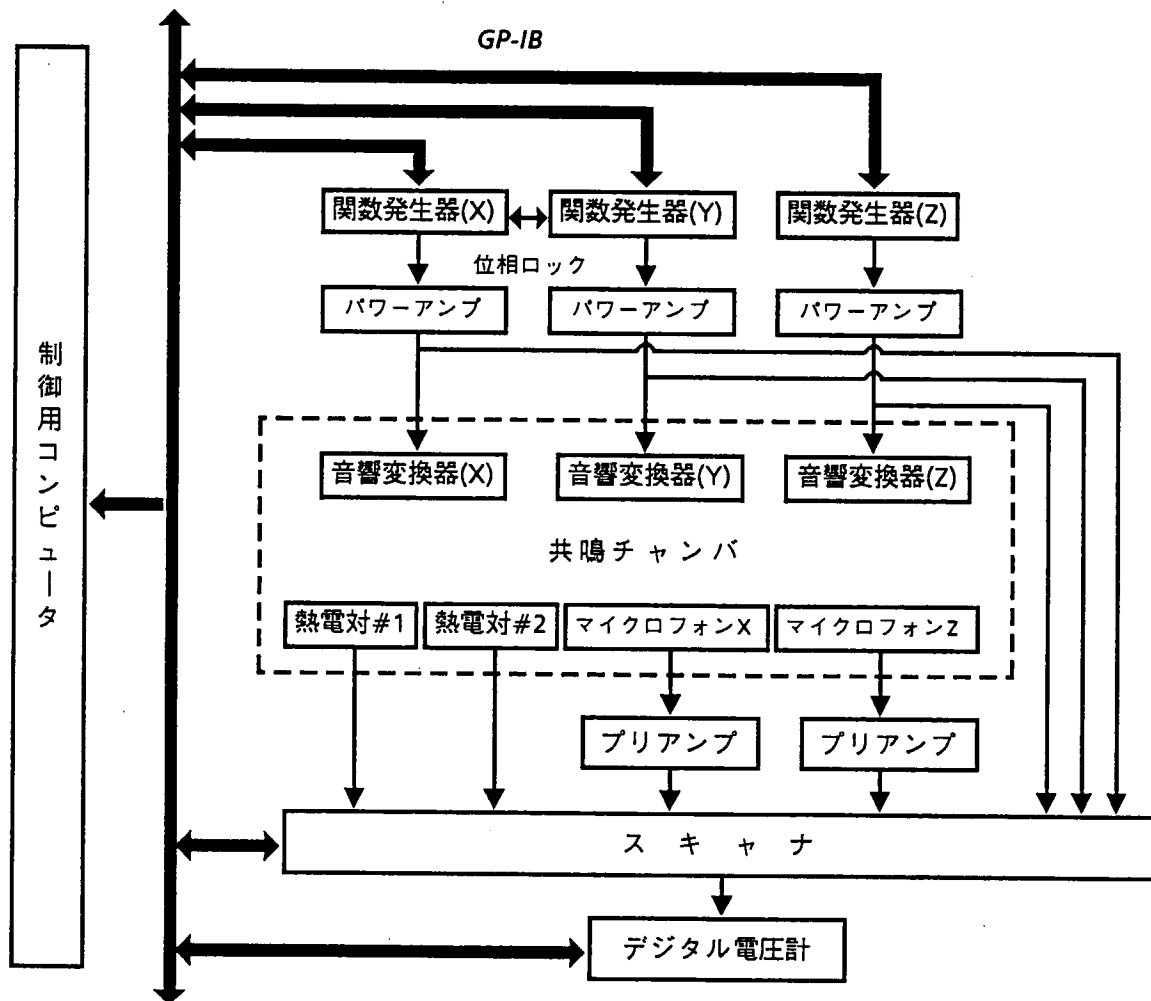 GP-IB
関数発生器(X)
関数発生器(Y)
関数発生器(Z)
位相ロック
パワーアンプ
パワーアンプ
パワーアンプ
制御用コンピュータ
音響変換器(X)
音響変換器(Y)
音響変換器(Z)
共鳴チャンバ
熱電対#1
熱電対#2
マイクロフォンX
マイクロフォンZ
プリアンプ
プリアンプ
スキャナ
デジタル電圧計